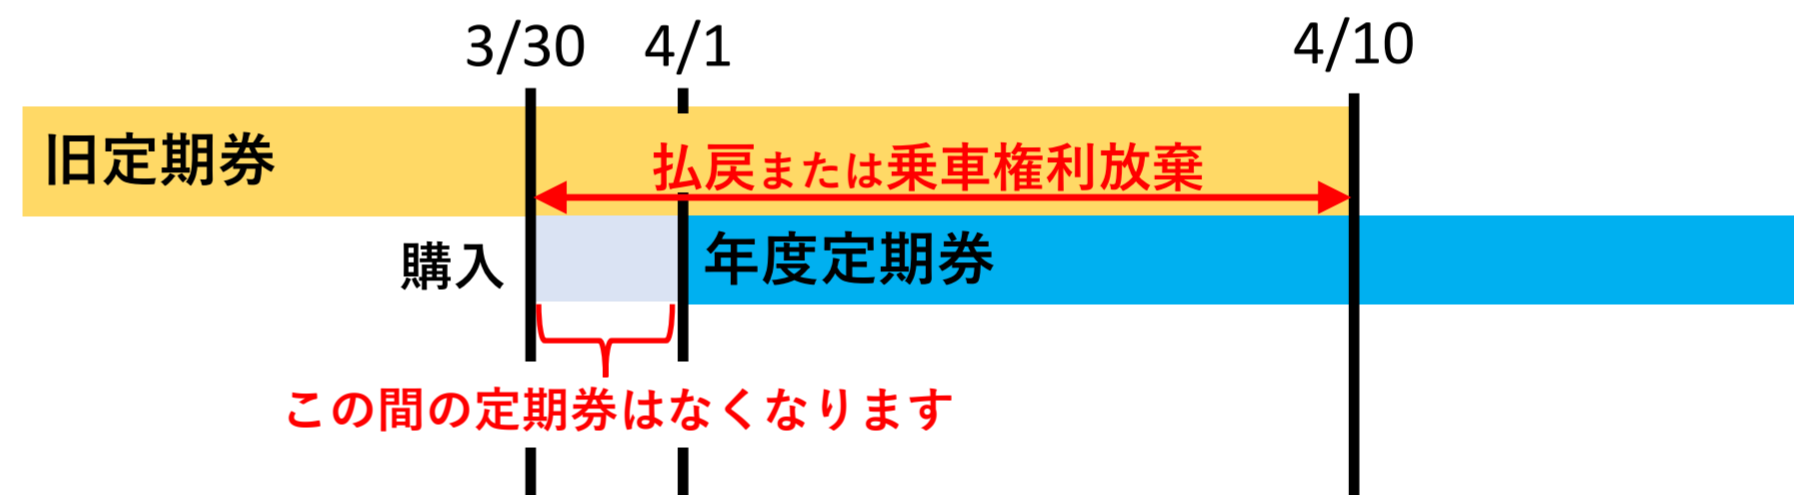 3/30 4/1 4/10
旧定期券
払戻または乗車権利放棄
購入 年度定期券
この間の定期券はなくなります